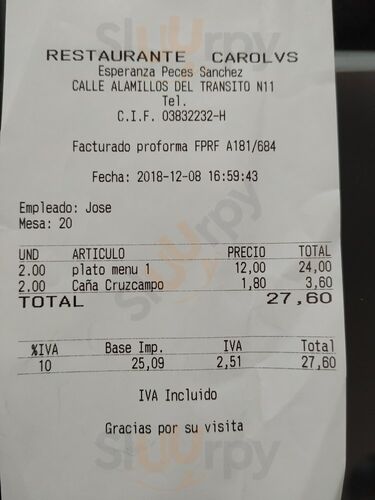 RESTAURANTE CAROLVS
Esperanza Peces Sanchez
CALLE ALAMILLOS DEL TRANSITO N11
Tel.
C.I.F. 03832232-H
Facturado proforma FPRF A181/684
Fecha: 2018-12-08 16:59:43
Empleado: Jose
Mesa: 20
UND ARTICULO PRECIO TOTAL
2.00 plato menu 1 12,00 24,00
2.00 Caña Cruzcampo 1,80 3,60
TOTAL 27,60
%IVA Base Imp. IVA Total
10 25,09 2,51 27,60
IVA Incluido
Gracias por su visita
Sluurpy
Sluurpy
Sluurpy